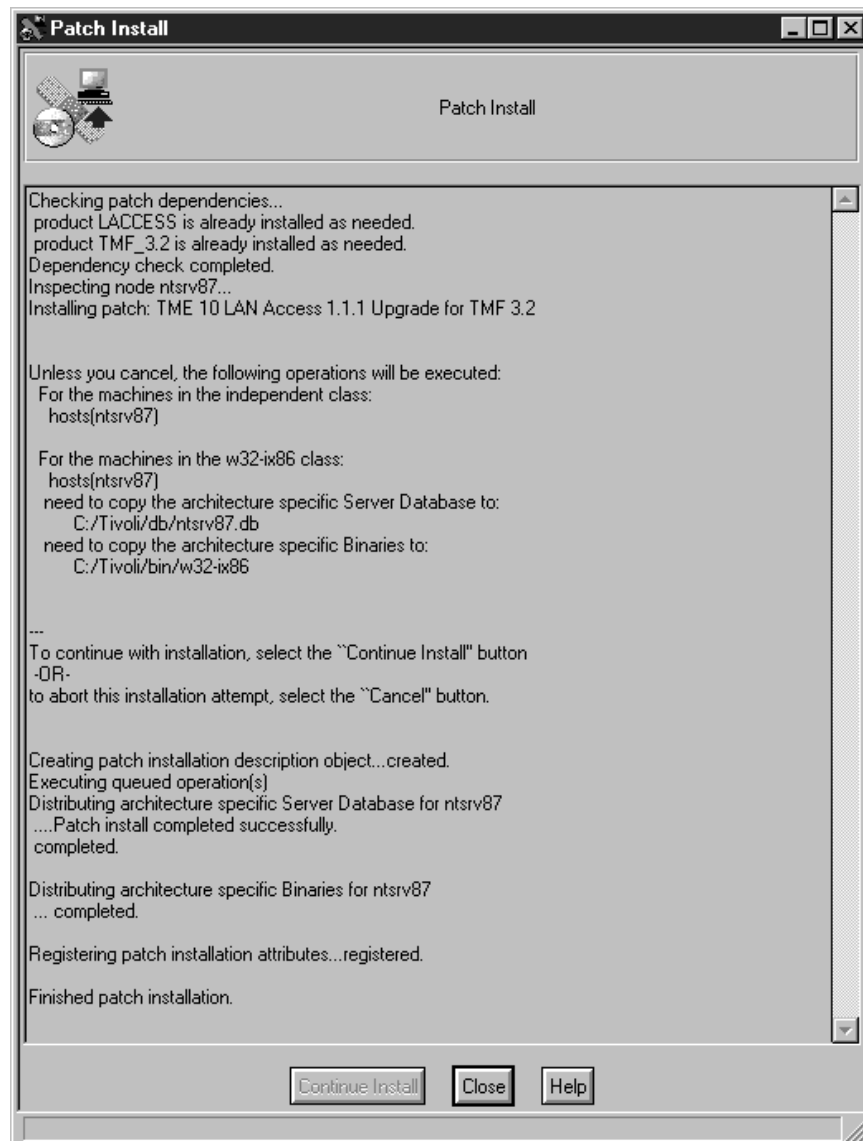 Patch Install
Patch Install
Checking patch dependencies...
product LACCESS is already installed as needed.
product TMF_3.2 is already installed as needed.
Dependency check completed.
Inspecting node ntsrv87...
Installing patch: TME 10 LAN Access 1.1.1 Upgrade for TMF 3.2
Unless you cancel, the following operations will be executed:
For the machines in the independent class:
hosts(ntsrv87)
For the machines in the w32-ix86 class:
hosts(ntsrv87)
need to copy the architecture specific Server Database to:
C:/Tivoli/db/ntsrv87.db
need to copy the architecture specific Binaries to:
C:/Tivoli/bin/w32-ix86
---
To continue with installation, select the ``Continue Install'' button
-OR-
to abort this installation attempt, select the ``Cancel'' button.
Creating patch installation description object...created.
Executing queued operation(s)
Distributing architecture specific Server Database for ntsrv87
....Patch install completed successfully.
completed.
Distributing architecture specific Binaries for ntsrv87
... completed.
Registering patch installation attributes...registered.
Finished patch installation.
Continue Install Close Help